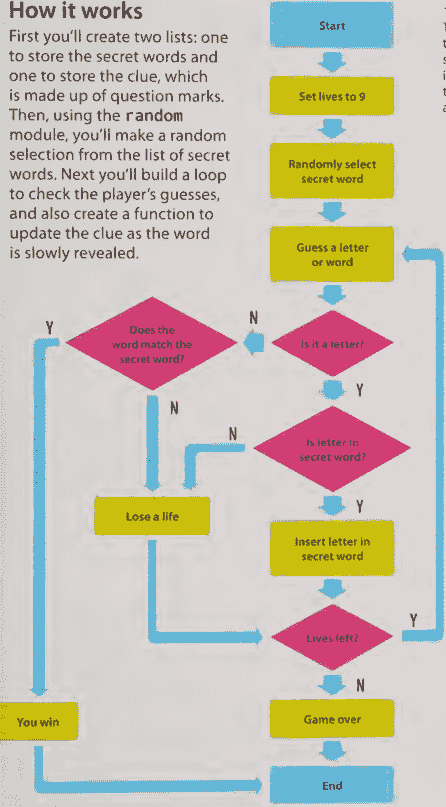 How it works
First you'll create two lists: one
to store the secret words and
one to store the clue, which
is made up of question marks.
Then, using the random
module, you'll make a random
selection from the list of secret
words. Next you'll build a loop
to check the player's guesses,
and also create a function to
update the clue as the word
is slowly revealed.
Start
Set lives to 9
Randomly select
secret word
Guess a letter
or word
Is it a letter?
N
Y
Does the
word match the
secret word?
Y
N
Is letter in
secret word?
N
Y
Lose a life
Insert letter in
secret word
Lives left?
Y
N
You win
Game over
End